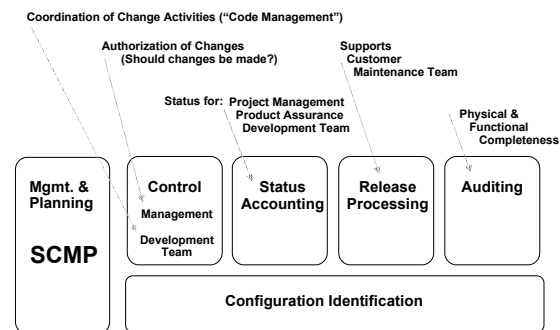 Coordination of Change Activities (“Code Management”)
Authorization of Changes
(Should changes be made?)
Supports
Customer
Maintenance Team
Status for: Project Management
Product Assurance
Development Team
Physical &
Functional
Completeness
Mgmt. &
Planning
SCMP
Control
Management
Development
Team
Status
Accounting
Release
Processing
Auditing
Configuration Identification